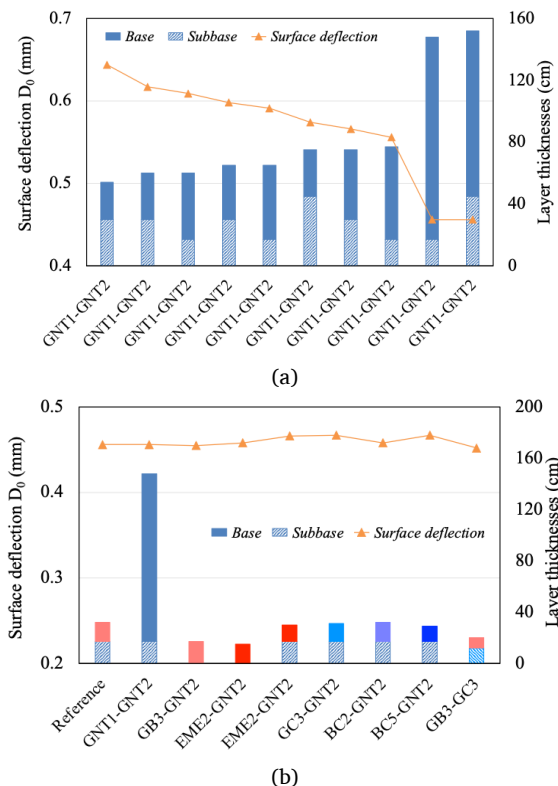 0.7
0.6
0.5
0.4
Surface deflection D0 (mm)
Base Subbase Surface deflection
160
120
80
40
0
Layer thicknesses (cm)
GNT1-GNT2
GNT1-GNT2
GNT1-GNT2
GNT1-GNT2
GNT1-GNT2
GNT1-GNT2
GNT1-GNT2
GNT1-GNT2
GNT1-GNT2
GNT1-GNT2
(a)
0.5
0.4
0.3
0.2
Surface deflection D0 (mm)
Base Subbase Surface deflection
200
160
120
80
40
0
Layer thicknesses (cm)
Reference
GNT1-GNT2
GB3-GNT2
EME2-GNT2
EME2-GNT2
GC3-GNT2
BC2-GNT2
BC5-GNT2
GB3-GC3
(b)